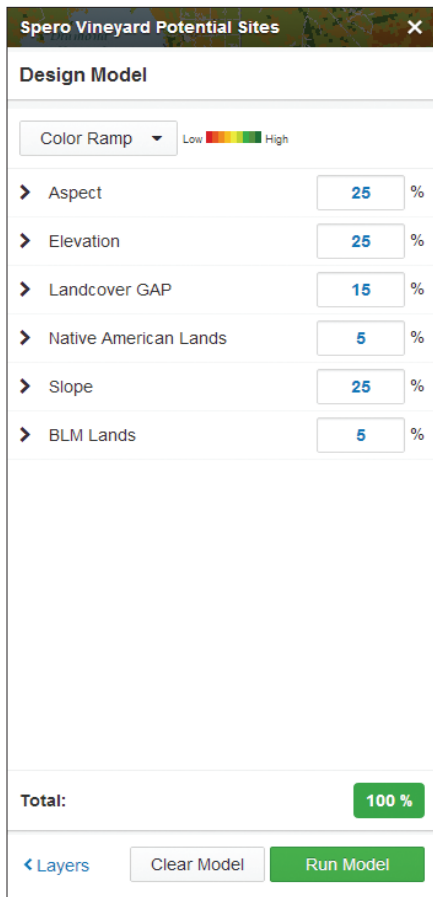 Spero Vineyard Potential Sites ×
Design Model
Color Ramp Low High
Aspect 25 %
Elevation 25 %
Landcover GAP 15 %
Native American Lands 5 %
Slope 25 %
BLM Lands 5 %
Total: 100 %
Layers Clear Model Run Model